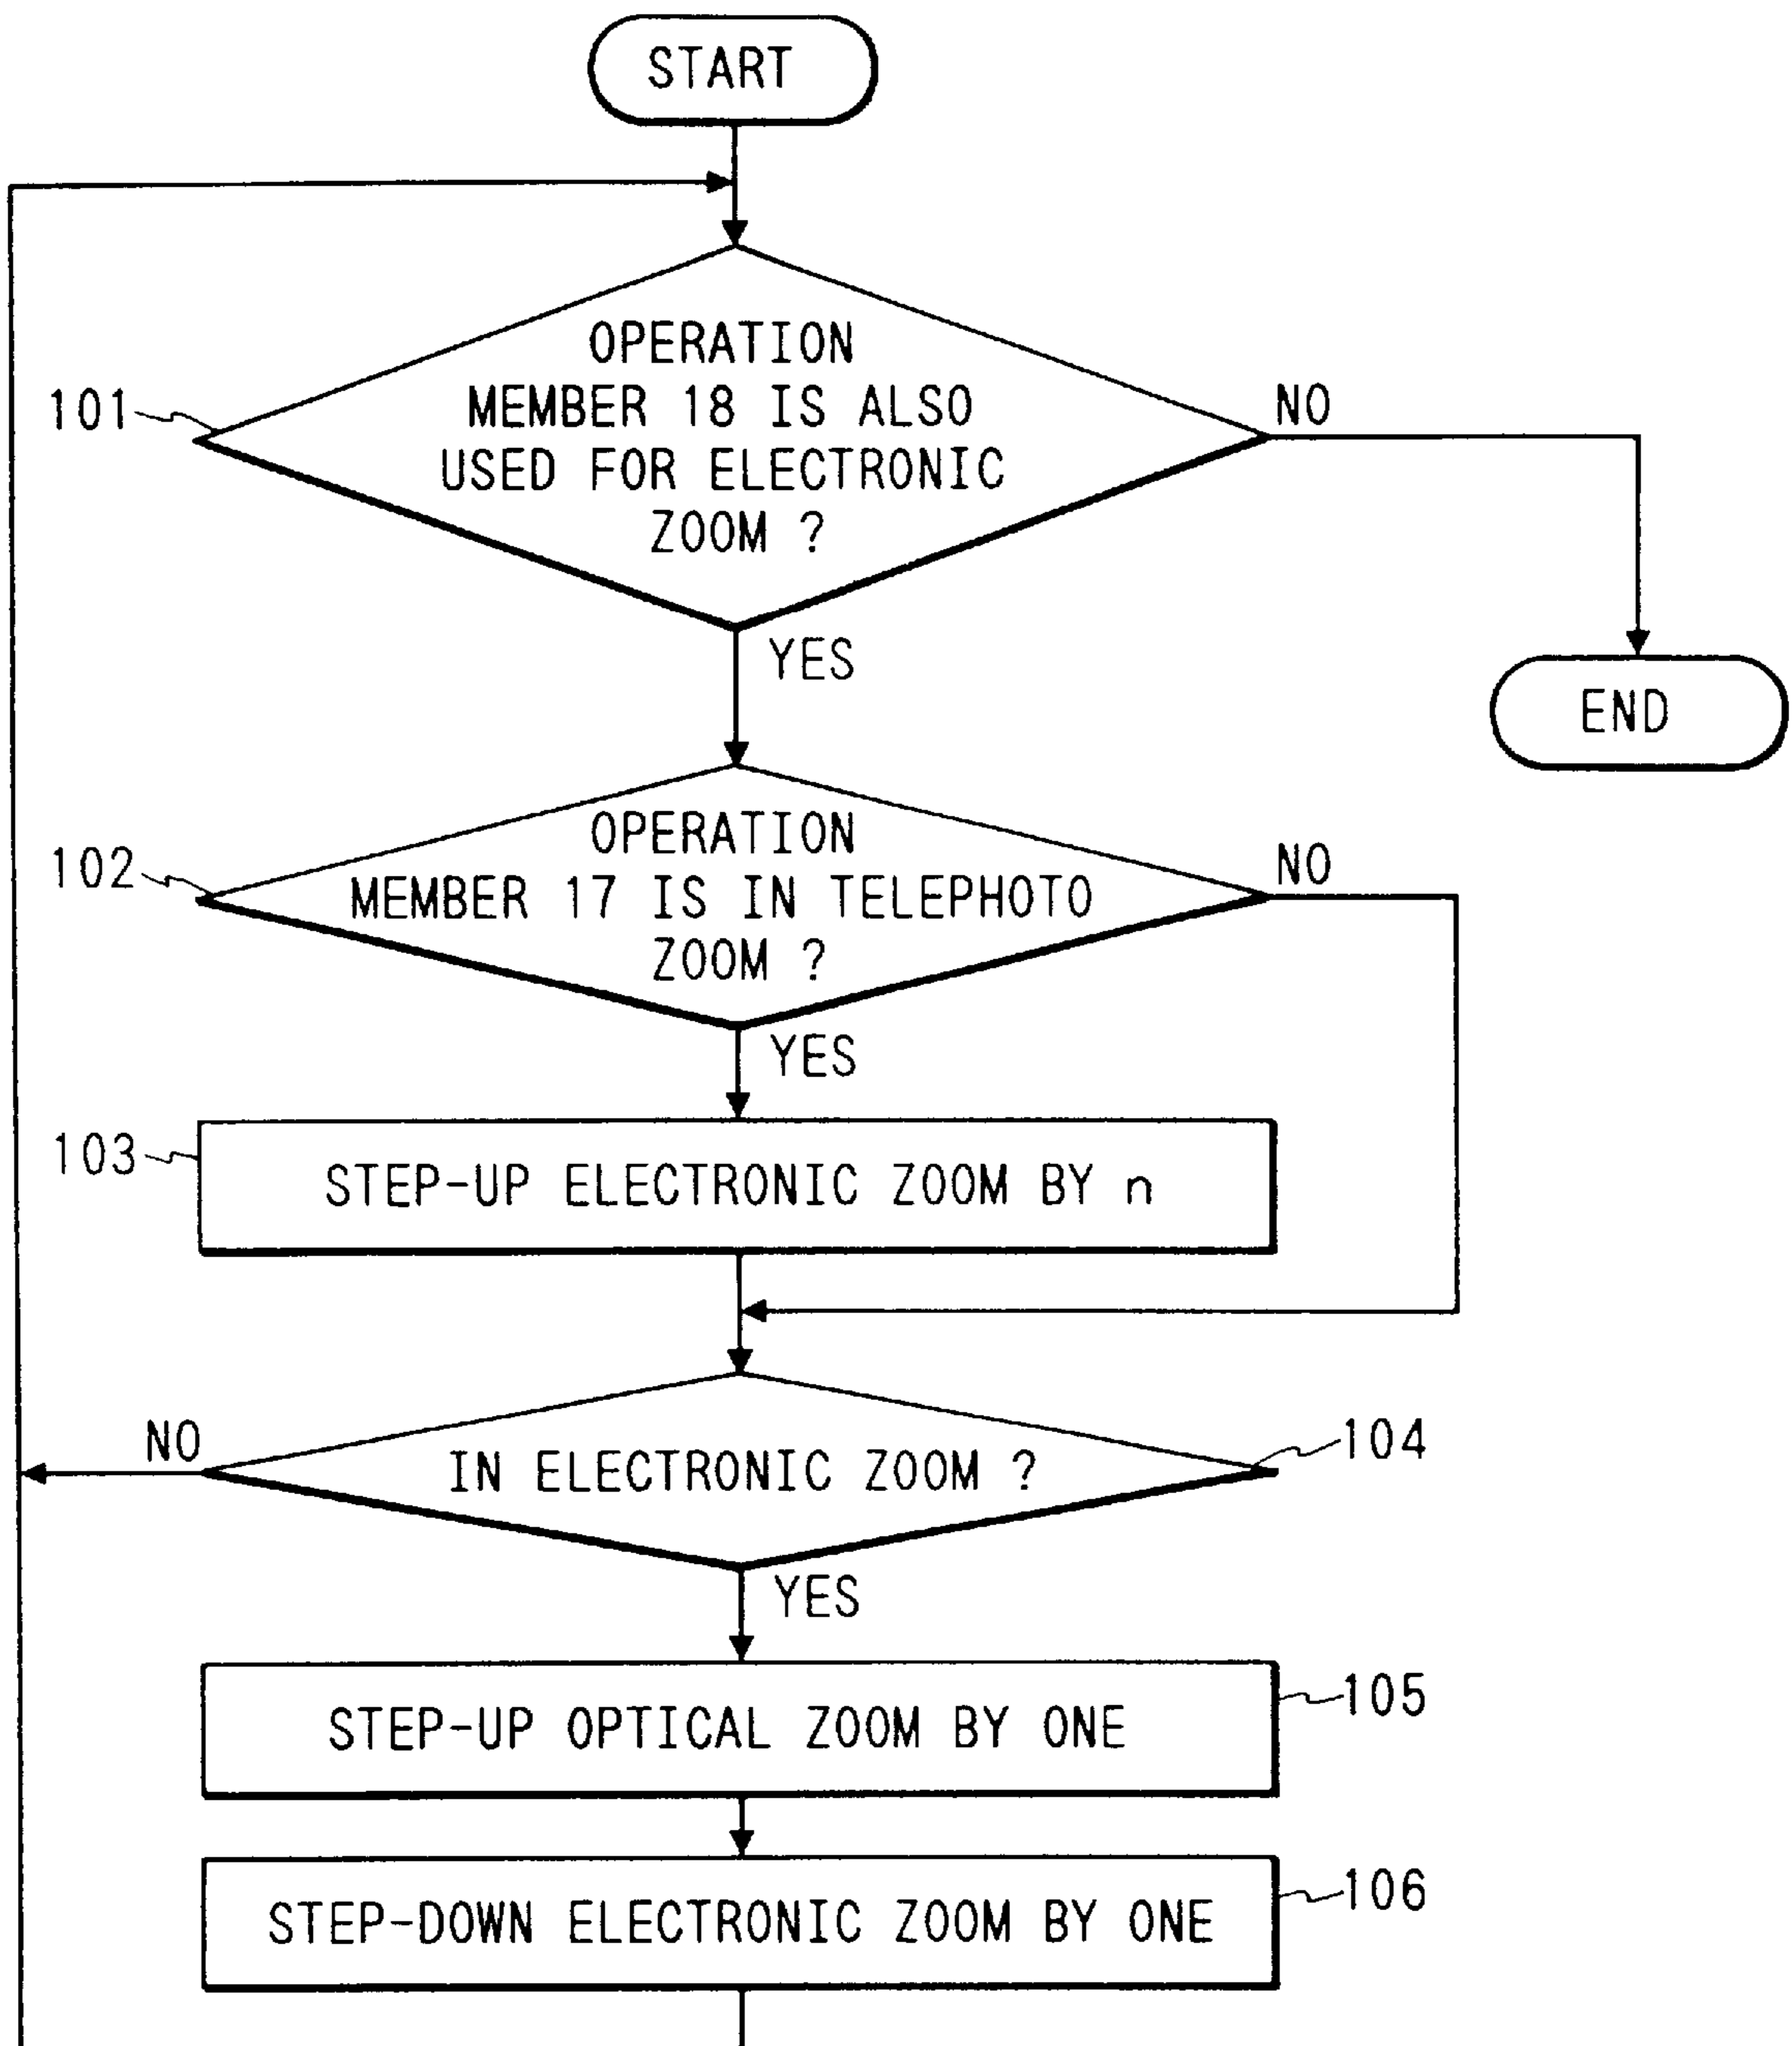 START
OPERATION
MEMBER 18 IS ALSO
USED FOR ELECTRONIC
ZOOM ?
101
NO
YES
END
OPERATION
MEMBER 17 IS IN TELEPHOTO
ZOOM ?
102
NO
YES
103
STEP-UP ELECTRONIC ZOOM BY n
NO
IN ELECTRONIC ZOOM ?
104
YES
STEP-UP OPTICAL ZOOM BY ONE
105
STEP-DOWN ELECTRONIC ZOOM BY ONE
106